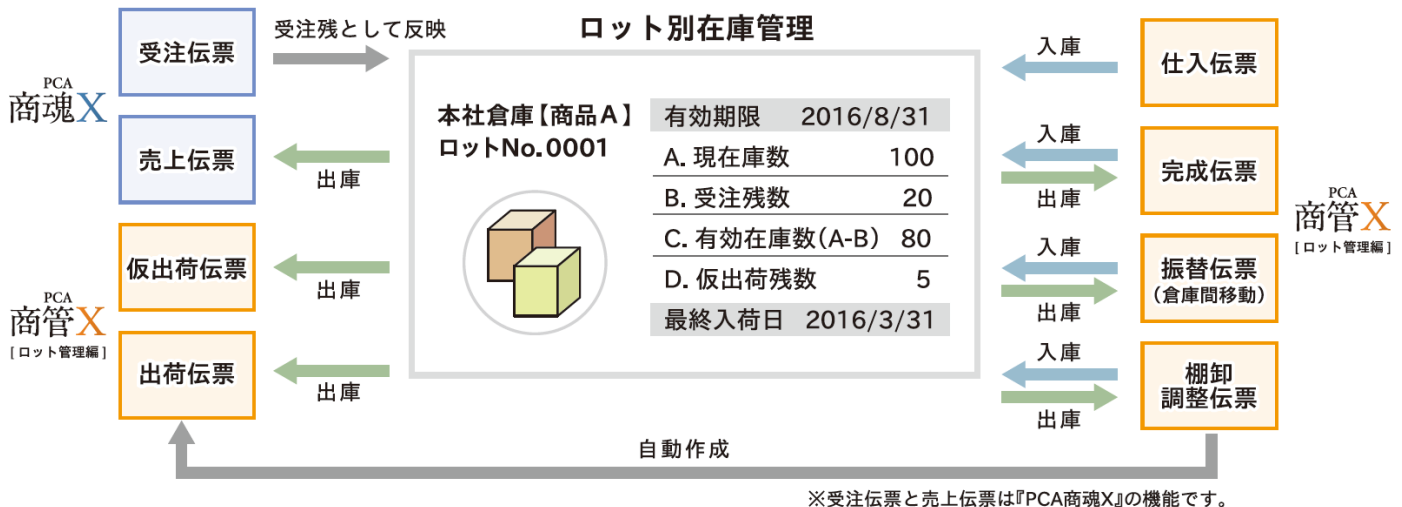 ロット別在庫管理
PCA
商魂X
受注伝票
受注残として反映
売上伝票
出庫
PCA
商管X
[ロット管理編]
仮出荷伝票
出庫
出荷伝票
出庫
本社倉庫【商品A】
ロットNo.0001
有効期限 2016/8/31
A. 現在庫数 100
B. 受注残数 20
C. 有効在庫数(A-B) 80
D. 仮出荷残数 5
最終入荷日 2016/3/31
入庫
仕入伝票
入庫
出庫
完成伝票
入庫
出庫
振替伝票
(倉庫間移動)
入庫
出庫
棚卸
調整伝票
PCA
商管X
[ロット管理編]
自動作成
※受注伝票と売上伝票は『PCA商魂X』の機能です。